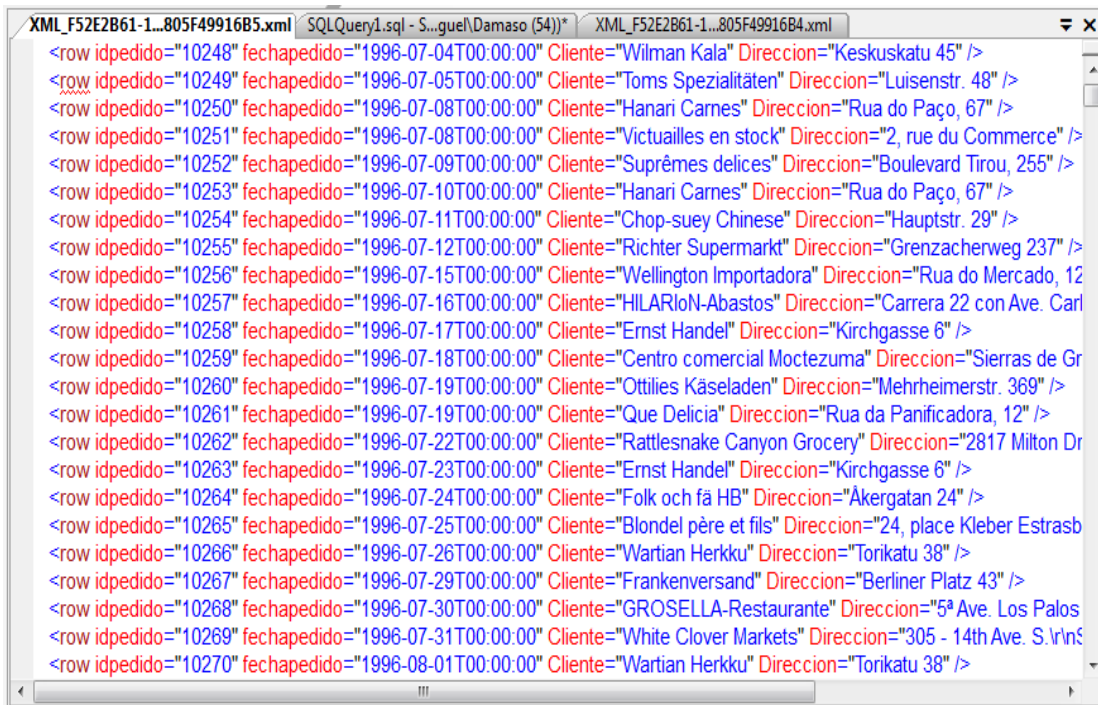 XML_F52E2B61-1...805F49916B5.xml SQLQuery1.sql - S...guel\Damaso (54))* XML_F52E2B61-1...805F49916B4.xml
<row idpedido="10248" fechapedido="1996-07-04T00:00:00" Cliente="Wilman Kala" Direccion="Keskuskatu 45" />
<row idpedido="10249" fechapedido="1996-07-05T00:00:00" Cliente="Toms Spezialitäten" Direccion="Luisenstr. 48" />
<row idpedido="10250" fechapedido="1996-07-08T00:00:00" Cliente="Hanari Carnes" Direccion="Rua do Paço, 67" />
<row idpedido="10251" fechapedido="1996-07-08T00:00:00" Cliente="Victuailles en stock" Direccion="2, rue du Commerce" />
<row idpedido="10252" fechapedido="1996-07-09T00:00:00" Cliente="Suprêmes delices" Direccion="Boulevard Tirou, 255" />
<row idpedido="10253" fechapedido="1996-07-10T00:00:00" Cliente="Hanari Carnes" Direccion="Rua do Paço, 67" />
<row idpedido="10254" fechapedido="1996-07-11T00:00:00" Cliente="Chop-suey Chinese" Direccion="Hauptstr. 29" />
<row idpedido="10255" fechapedido="1996-07-12T00:00:00" Cliente="Richter Supermarkt" Direccion="Grenzacherweg 237" />
<row idpedido="10256" fechapedido="1996-07-15T00:00:00" Cliente="Wellington Importadora" Direccion="Rua do Mercado, 12
<row idpedido="10257" fechapedido="1996-07-16T00:00:00" Cliente="HILARIoN-Abastos" Direccion="Carrera 22 con Ave. Carl
<row idpedido="10258" fechapedido="1996-07-17T00:00:00" Cliente="Ernst Handel" Direccion="Kirchgasse 6" />
<row idpedido="10259" fechapedido="1996-07-18T00:00:00" Cliente="Centro comercial Moctezuma" Direccion="Sierras de Gr
<row idpedido="10260" fechapedido="1996-07-19T00:00:00" Cliente="Ottilies Käseladen" Direccion="Mehrheimerstr. 369" />
<row idpedido="10261" fechapedido="1996-07-19T00:00:00" Cliente="Que Delicia" Direccion="Rua da Panificadora, 12" />
<row idpedido="10262" fechapedido="1996-07-22T00:00:00" Cliente="Rattlesnake Canyon Grocery" Direccion="2817 Milton Dr
<row idpedido="10263" fechapedido="1996-07-23T00:00:00" Cliente="Ernst Handel" Direccion="Kirchgasse 6" />
<row idpedido="10264" fechapedido="1996-07-24T00:00:00" Cliente="Folk och fä HB" Direccion="Åkergatan 24" />
<row idpedido="10265" fechapedido="1996-07-25T00:00:00" Cliente="Blondel père et fils" Direccion="24, place Kleber Estrasb
<row idpedido="10266" fechapedido="1996-07-26T00:00:00" Cliente="Wartian Herkku" Direccion="Torikatu 38" />
<row idpedido="10267" fechapedido="1996-07-29T00:00:00" Cliente="Frankenversand" Direccion="Berliner Platz 43" />
<row idpedido="10268" fechapedido="1996-07-30T00:00:00" Cliente="GROSELLA-Restaurante" Direccion="5ª Ave. Los Palos
<row idpedido="10269" fechapedido="1996-07-31T00:00:00" Cliente="White Clover Markets" Direccion="305 - 14th Ave. S.\r\nS
<row idpedido="10270" fechapedido="1996-08-01T00:00:00" Cliente="Wartian Herkku" Direccion="Torikatu 38" />